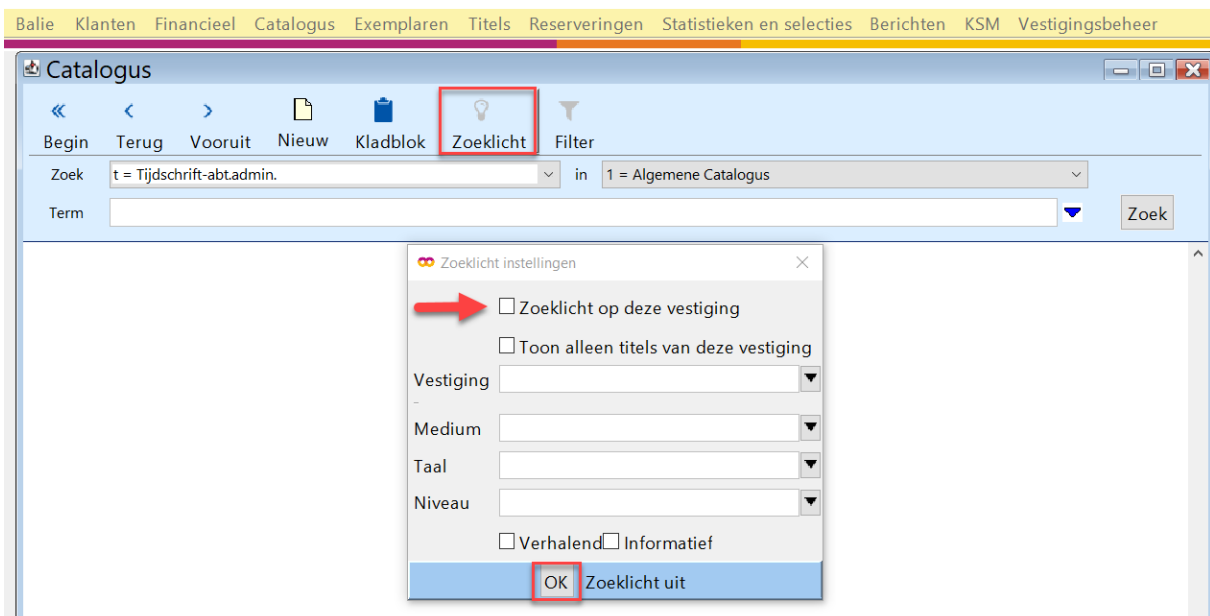 Balie Klanten Financieel Catalogus Exemplaren Titels Reserveringen Statistieken en selecties Berichten KSM Vestigingsbeheer
Catalogus
Begin Terug Vooruit Nieuw Kladblok Zoeklicht Filter
Zoek t = Tijdschrift-abt.admin. in 1 = Algemene Catalogus
Term Zoek
Zoeklicht instellingen
Zoeklicht op deze vestiging
Toon alleen titels van deze vestiging
Vestiging
Medium
Taal
Niveau
Verhalend Informatief
OK Zoeklicht uit